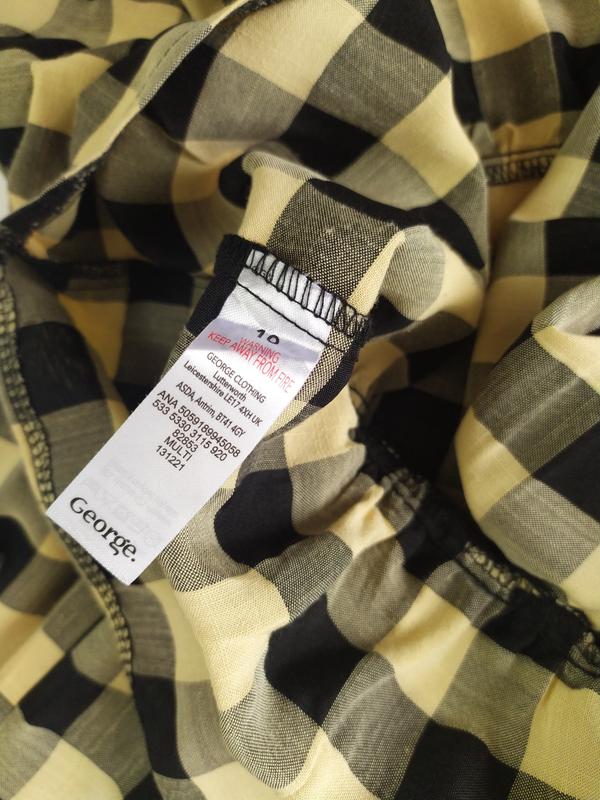 10
WARNING
KEEP AWAY FROM FIRE
GEORGE CLOTHING
Lutterworth
Leicestershire LE17 4XH UK
ASDA, Antrim, BT41 4GY
ANA 5059189945058
533 5330 3115 920
82853
MULTI
131221
George.